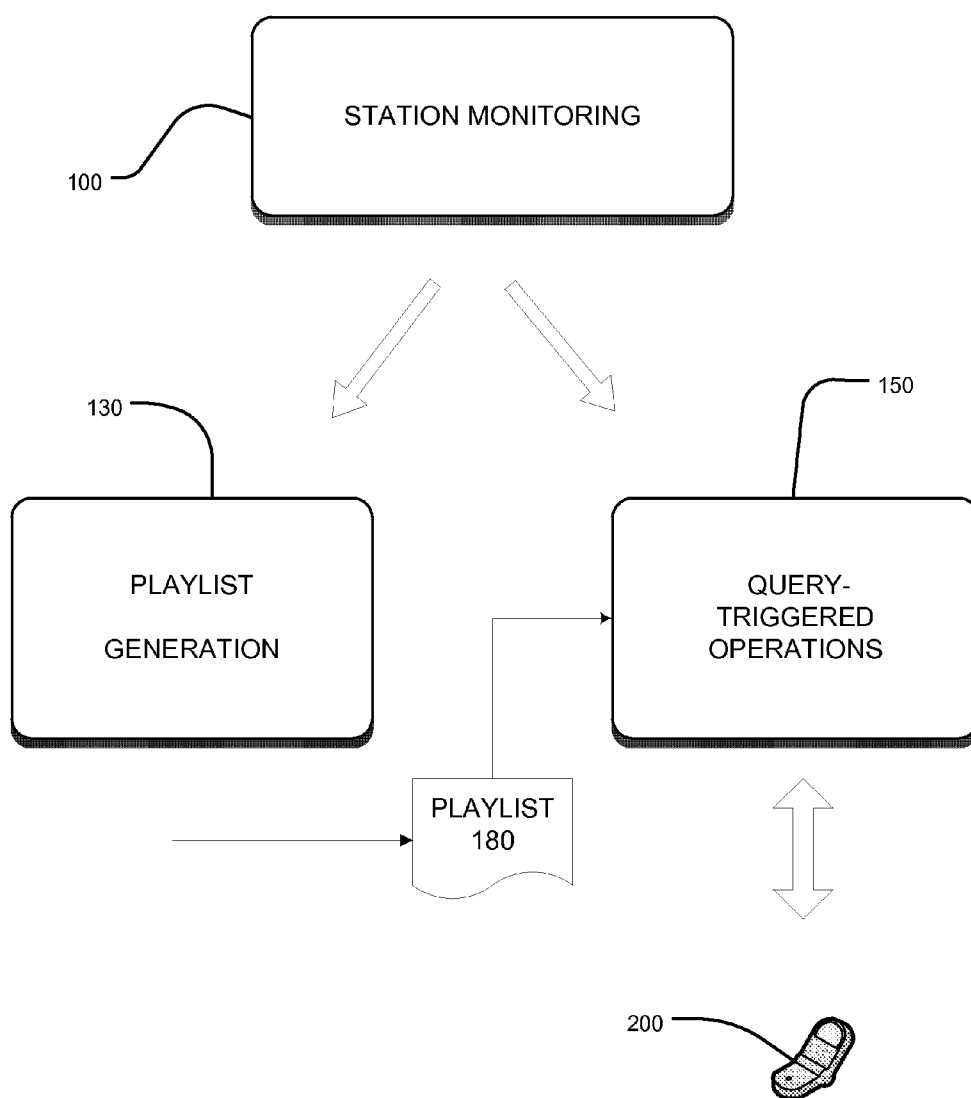 STATION MONITORING
100
130
150
PLAYLIST
GENERATION
QUERY-
TRIGGERED
OPERATIONS
PLAYLIST
180
200